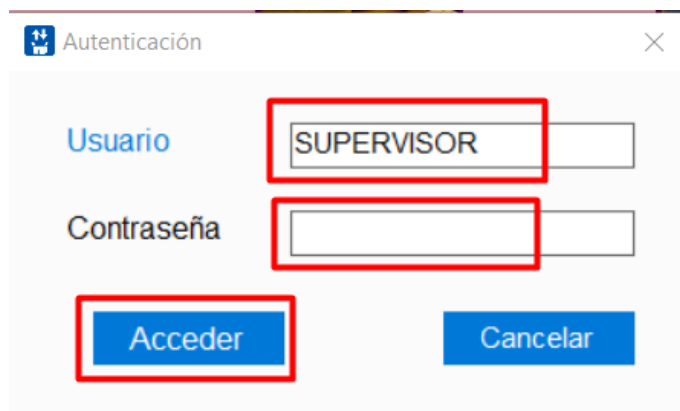 Autenticación
Usuario SUPERVISOR
Contraseña
Acceder Cancelar